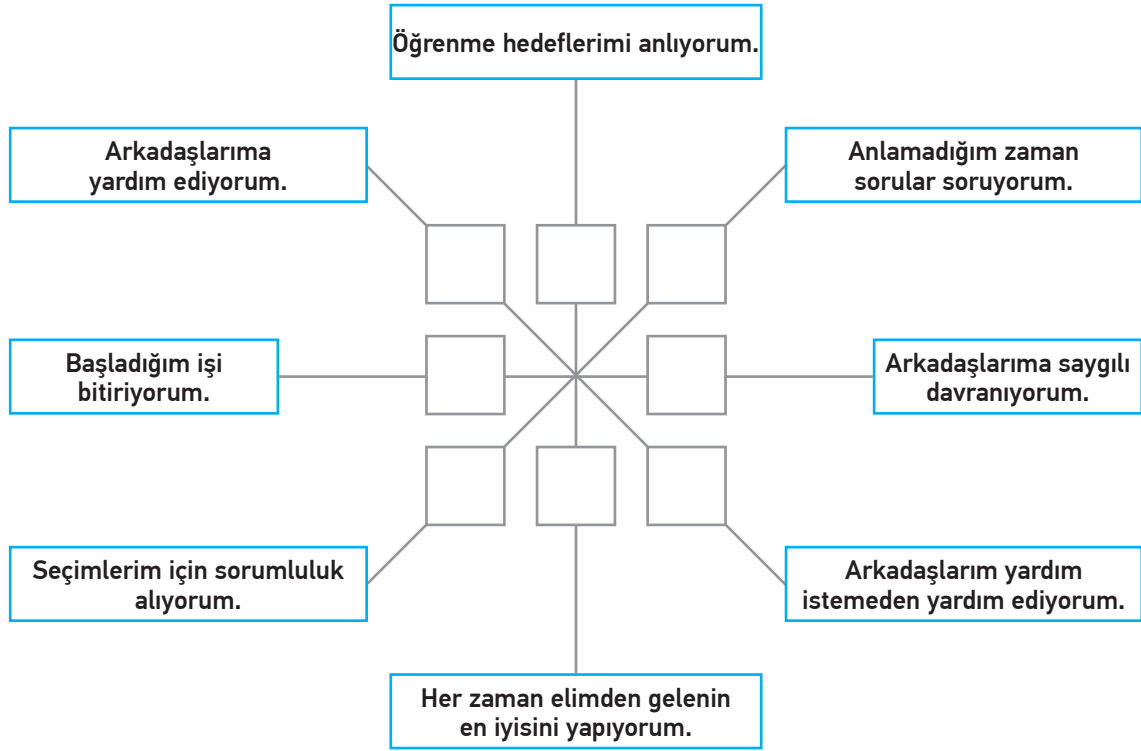 Öğrenme hedeflerimi anlıyorum.
Arkadaşlarıma
yardım ediyorum.
Anlamadığım zaman
sorular soruyorum.
Başladığım işi
bitiriyorum.
Arkadaşlarıma saygılı
davranıyorum.
Seçimlerim için sorumluluk
alıyorum.
Arkadaşlarım yardım
istemeden yardım ediyorum.
Her zaman elimden gelenin
en iyisini yapıyorum.